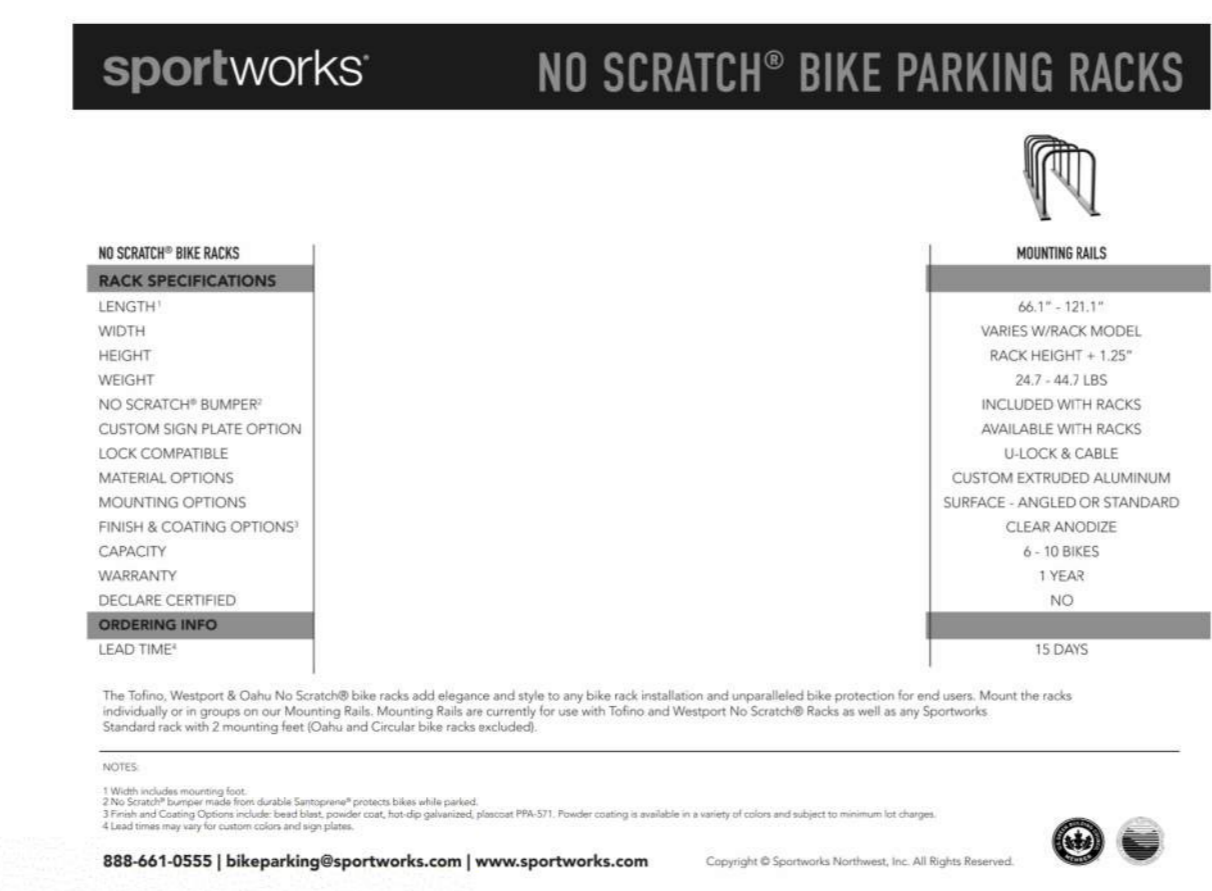 sportworks®
NO SCRATCH® BIKE PARKING RACKS
NO SCRATCH® BIKE RACKS MOUNTING RAILS
RACK SPECIFICATIONS
LENGTH¹ 66.1" - 121.1"
WIDTH VARIES W/RACK MODEL
HEIGHT RACK HEIGHT + 1.25"
WEIGHT 24.7 - 44.7 LBS
NO SCRATCH® BUMPER² INCLUDED WITH RACKS
CUSTOM SIGN PLATE OPTION AVAILABLE WITH RACKS
LOCK COMPATIBLE U-LOCK & CABLE
MATERIAL OPTIONS CUSTOM EXTRUDED ALUMINUM
MOUNTING OPTIONS SURFACE - ANGLED OR STANDARD
FINISH & COATING OPTIONS³ CLEAR ANODIZE
CAPACITY 6 - 10 BIKES
WARRANTY 1 YEAR
DECLARE CERTIFIED NO
ORDERING INFO
LEAD TIME⁴ 15 DAYS
The Tofino, Westport & Oahu No Scratch® bike racks add elegance and style to any bike rack installation and unparalleled bike protection for end users. Mount the racks
individually or in groups on our Mounting Rails. Mounting Rails are currently for use with Tofino and Westport No Scratch® Racks as well as any Sportworks
Standard rack with 2 mounting feet (Oahu and Circular bike racks excluded).
NOTES:
1 Width includes mounting foot.
2 No Scratch® bumper made from durable Santoprene® protects bikes while parked.
3 Finish and Coating Options include: bead blast, powder coat, hot-dip galvanized, plascoat PPA-571. Powder coating is available in a variety of colors and subject to minimum lot charges.
4 Lead times may vary for custom colors and sign plates.
888-661-0555 | bikeparking@sportworks.com | www.sportworks.com
Copyright © Sportworks Northwest, Inc. All Rights Reserved.
U.S. GREEN BUILDING COUNCIL
MEMBER